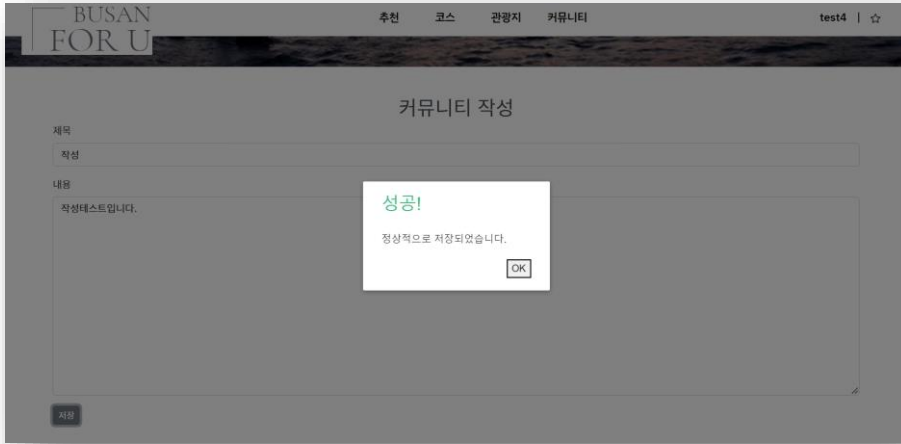 BUSAN
FOR U
추천 코스 관광지 커뮤니티 test4 | ☆
커뮤니티 작성
제목
작성
내용
작성테스트입니다.
성공!
정상적으로 저장되었습니다.
OK
저장